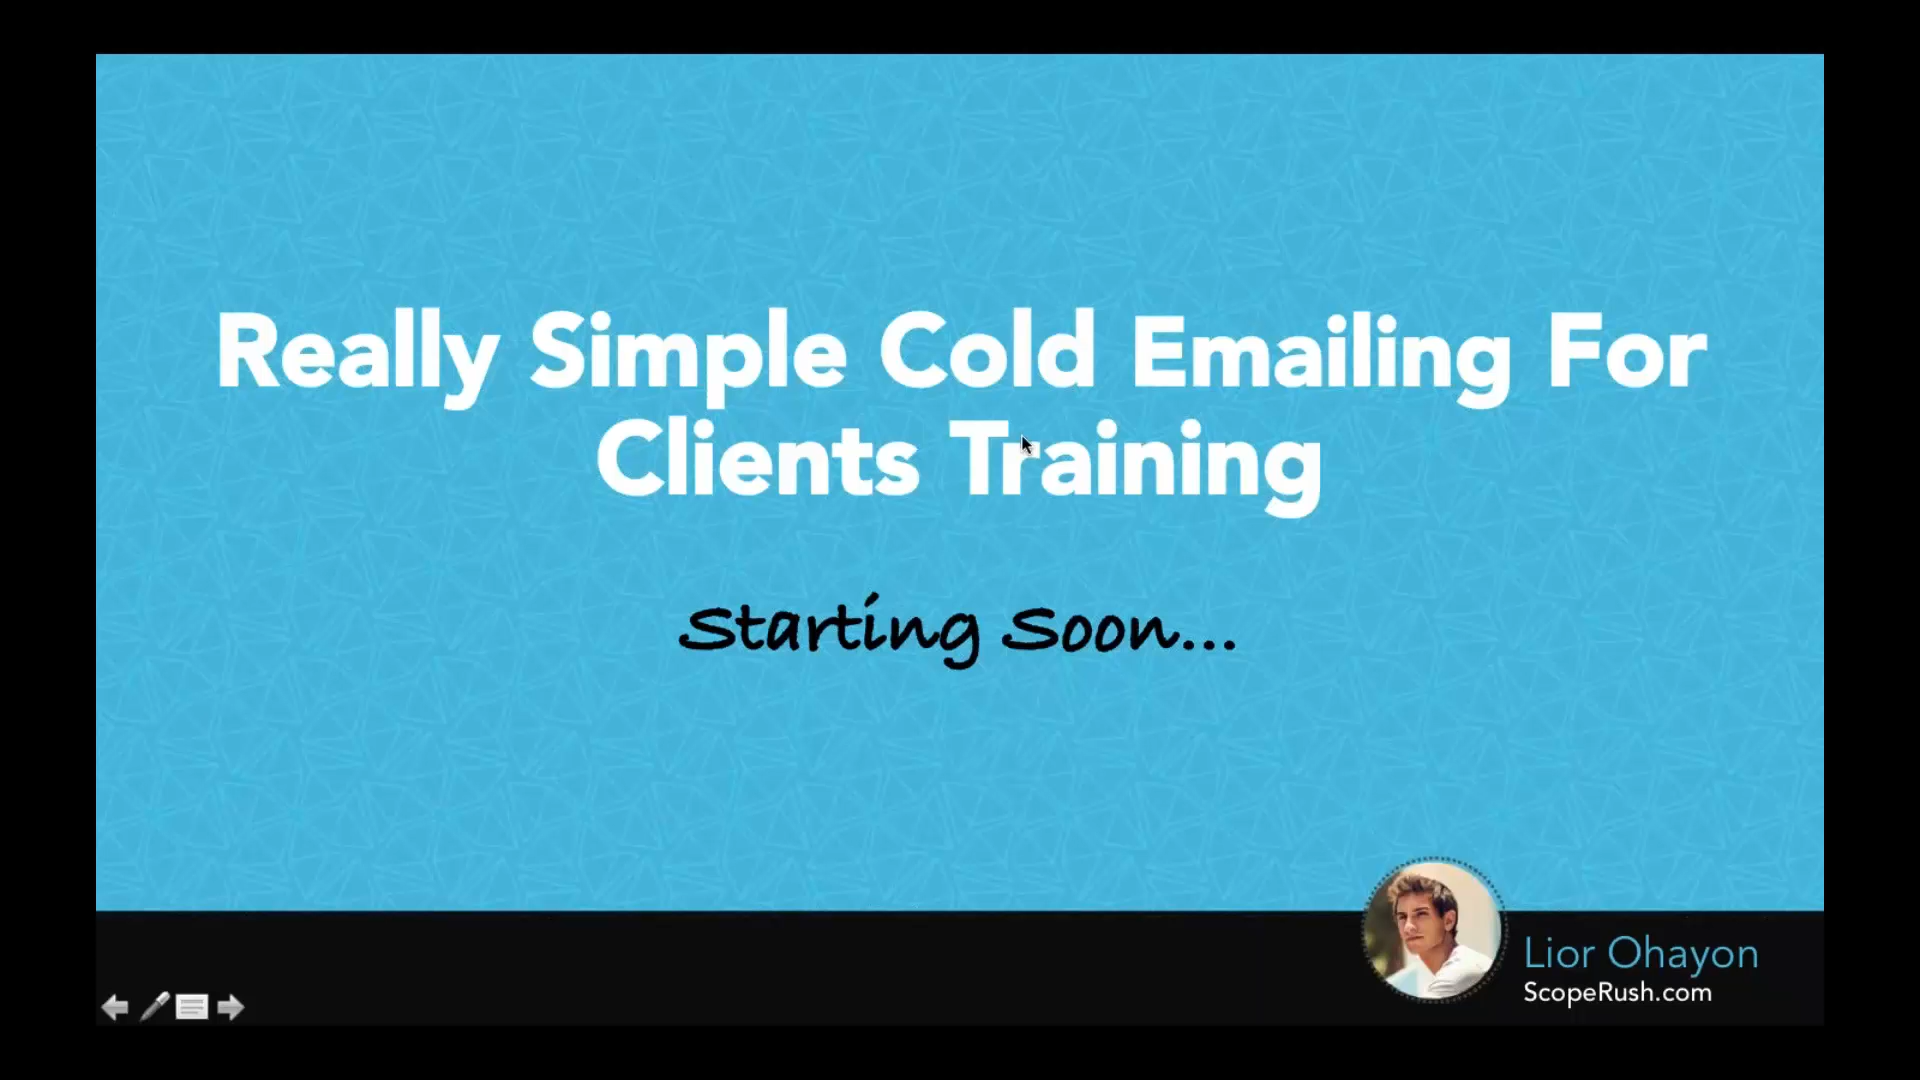 Really Simple Cold Emailing For
Clients Training
Starting Soon...
Lior Ohayon
ScopeRush.com